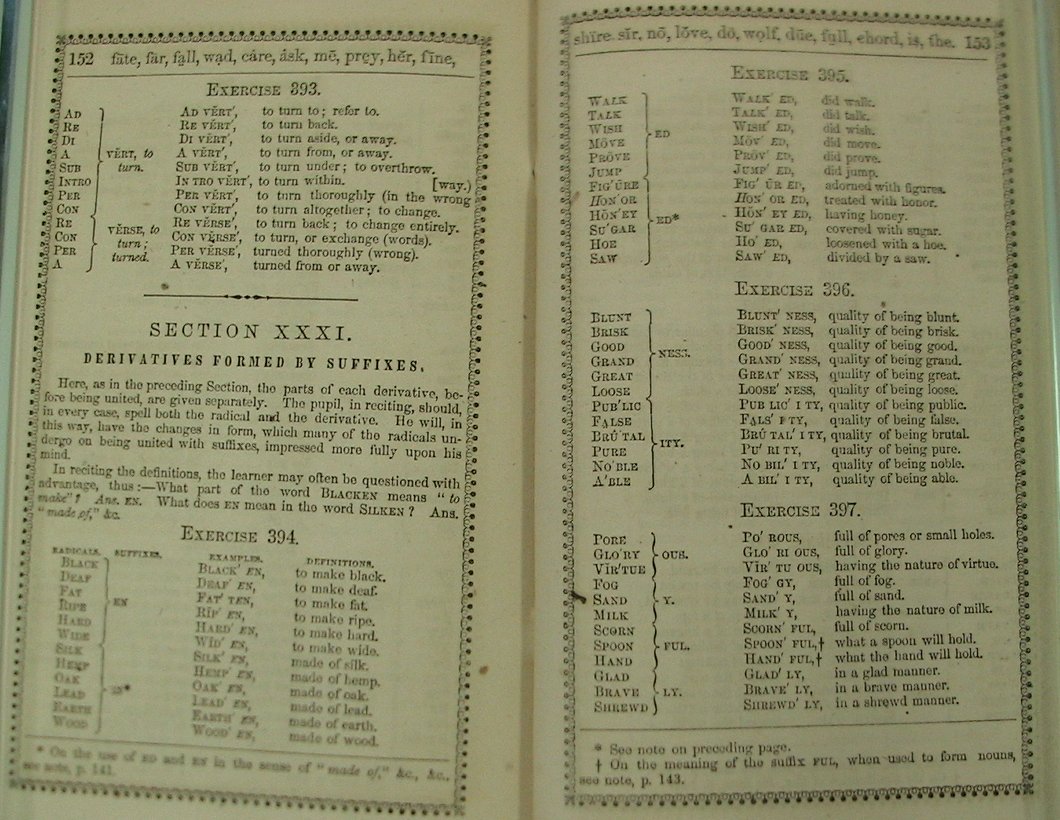 152 fāte, fär, fạll, wạd, cáre, ásk, mē, prẹy, hẽr, fīne,
EXERCISE 393.
AD AD VẼRT′, to turn to; refer to.
RE RE VẼRT′, to turn back.
DI DI VẼRT′, to turn aside, or away.
A VẼRT, to A VẼRT′, to turn from, or away.
SUB turn. SUB VẼRT′, to turn under; to overthrow.
INTRO IN TRO VẼRT′, to turn within. [way.)
PER PER VẼRT′, to turn thoroughly (in the wrong
CON CON VẼRT′, to turn altogether; to change.
RE VẼRSE, to RE VẼRSE′, to turn back; to change entirely.
CON turn; CON VẼRSE′, to turn, or exchange (words).
PER turned. PER VẼRSE′, turned thoroughly (wrong).
A A VẼRSE′, turned from or away.
SECTION XXXI.
DERIVATIVES FORMED BY SUFFIXES.
Here, as in the preceding Section, the parts of each derivative, be-
fore being united, are given separately. The pupil, in reciting, should,
in every case, spell both the radical and the derivative. He will, in
this way, have the changes in form, which many of the radicals un-
dergo on being united with suffixes, impressed more fully upon his
mind.
In reciting the definitions, the learner may often be questioned with
advantage, thus:—What part of the word BLACKEN means "to
make"? Ans. EN. What does EN mean in the word SILKEN? Ans.
"made of," &c.
EXERCISE 394.
RADICALS. SUFFIXES. EXAMPLES. DEFINITIONS.
BLACK BLACK′ EN, to make black.
DEAF DEAF′ EN, to make deaf.
FAT FAT′ TEN, to make fat.
RIPE EN RIP′ EN, to make ripe.
HARD HARD′ EN, to make hard.
WIDE WID′ EN, to make wide.
SILK SILK′ EN, made of silk.
HEMP HEMP′ EN, made of hemp.
OAK OAK′ EN, made of oak.
LEAD EN* LEAD′ EN, made of lead.
EARTH EARTH′ EN, made of earth.
WOOD WOOD′ EN, made of wood.
* On the use of ED and EN in the sense of "made of," &c., &c.,
see note, p. 141.
shīre, sīr, nō, lóve, dọ, wọlf, dūe, fụll, chord, is, the. 153
EXERCISE 395.
WALK WALK′ ED, did walk.
TALK TALK′ ED, did talk.
WISH WISH′ ED, did wish.
MÖVE ED MÖV′ ED, did move.
PRÖVE PRÖV′ ED, did prove.
JUMP JUMP′ ED, did jump.
FIG′ŪRE FIG′ ŪR ED, adorned with figures.
HON′OR HON′ OR ED, treated with honor.
HÓN′EY ED* HÓN′ EY ED, having honey.
SU′GAR SU′ GAR ED, covered with sugar.
HOE HO′ ED, loosened with a hoe.
SAW SAW′ ED, divided by a saw.
EXERCISE 396.
BLUNT BLUNT′ NESS, quality of being blunt.
BRISK BRISK′ NESS, quality of being brisk.
GOOD GOOD′ NESS, quality of being good.
GRAND NESS. GRAND′ NESS, quality of being grand.
GREAT GREAT′ NESS, quality of being great.
LOOSE LOOSE′ NESS, quality of being loose.
PUB′LIC PUB LIC′ I TY, quality of being public.
FẠLSE FẠLS′ I TY, quality of being false.
BRÛ′TAL BRÛ TAL′ I TY, quality of being brutal.
PURE ITY. PU′ RI TY, quality of being pure.
NO′BLE NO BIL′ I TY, quality of being noble.
A′BLE A BIL′ I TY, quality of being able.
EXERCISE 397.
PORE PO′ ROUS, full of pores or small holes.
GLO′RY OUS. GLO′ RI OUS, full of glory.
VĪR′TUE VĪR′ TU OUS, having the nature of virtue.
FOG FOG′ GY, full of fog.
SAND Y. SAND′ Y, full of sand.
MILK MILK′ Y, having the nature of milk.
SCORN SCORN′ FUL, full of scorn.
SPOON FUL. SPOON′ FUL,† what a spoon will hold.
HAND HAND′ FUL,† what the hand will hold.
GLAD GLAD′ LY, in a glad manner.
BRAVE LY. BRAVE′ LY, in a brave manner.
SHREWD SHREWD′ LY, in a shrewd manner.
* See note on preceding page.
† On the meaning of the suffix FUL, when used to form nouns,
see note, p. 143.